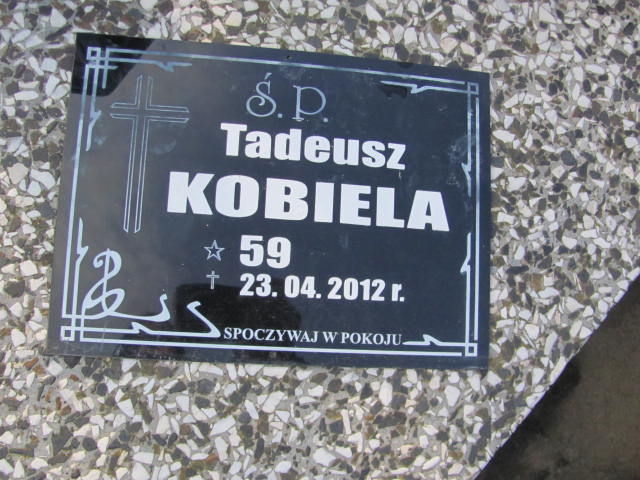 Ś.P.
Tadeusz
KOBIELA
59
23. 04. 2012 r.
SPOCZYWAJ W POKOJU